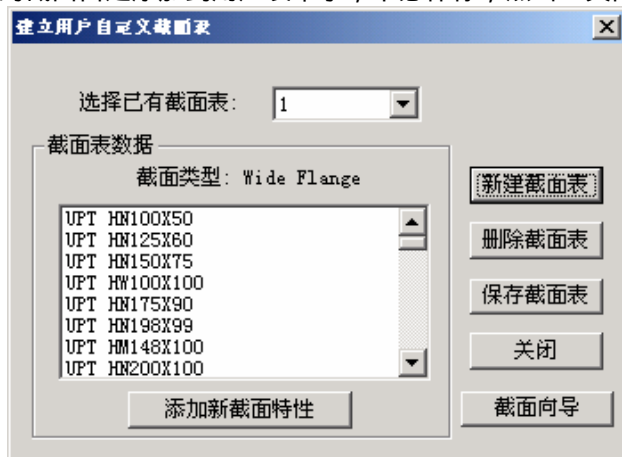 建立用户自定义截面表
选择已有截面表: 1
截面表数据
截面类型: Wide Flange
UPT HN100X50
UPT HN125X60
UPT HN150X75
UPT HW100X100
UPT HN175X90
UPT HN198X99
UPT HM148X100
UPT HN200X100
添加新截面特性
新建截面表
删除截面表
保存截面表
关闭
截面向导